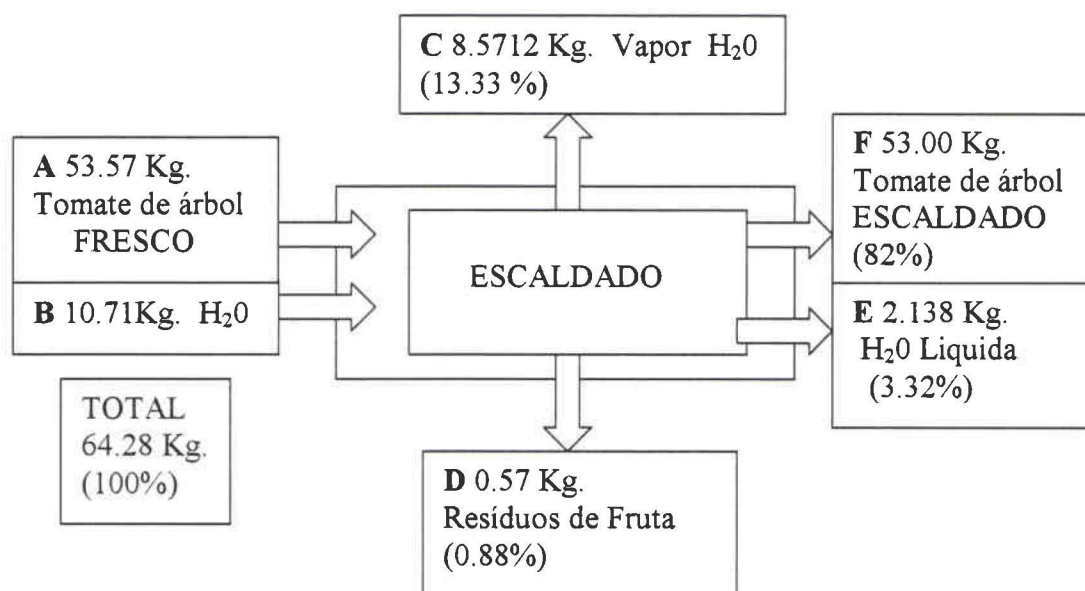 C 8.5712 Kg. Vapor H20
(13.33 %)
A 53.57 Kg.
Tomate de árbol
FRESCO
B 10.71Kg. H20
TOTAL
64.28 Kg.
(100%)
ESCALDADO
F 53.00 Kg.
Tomate de árbol
ESCALDADO
(82%)
E 2.138 Kg.
H20 Liquida
(3.32%)
D 0.57 Kg.
Resíduos de Fruta
(0.88%)